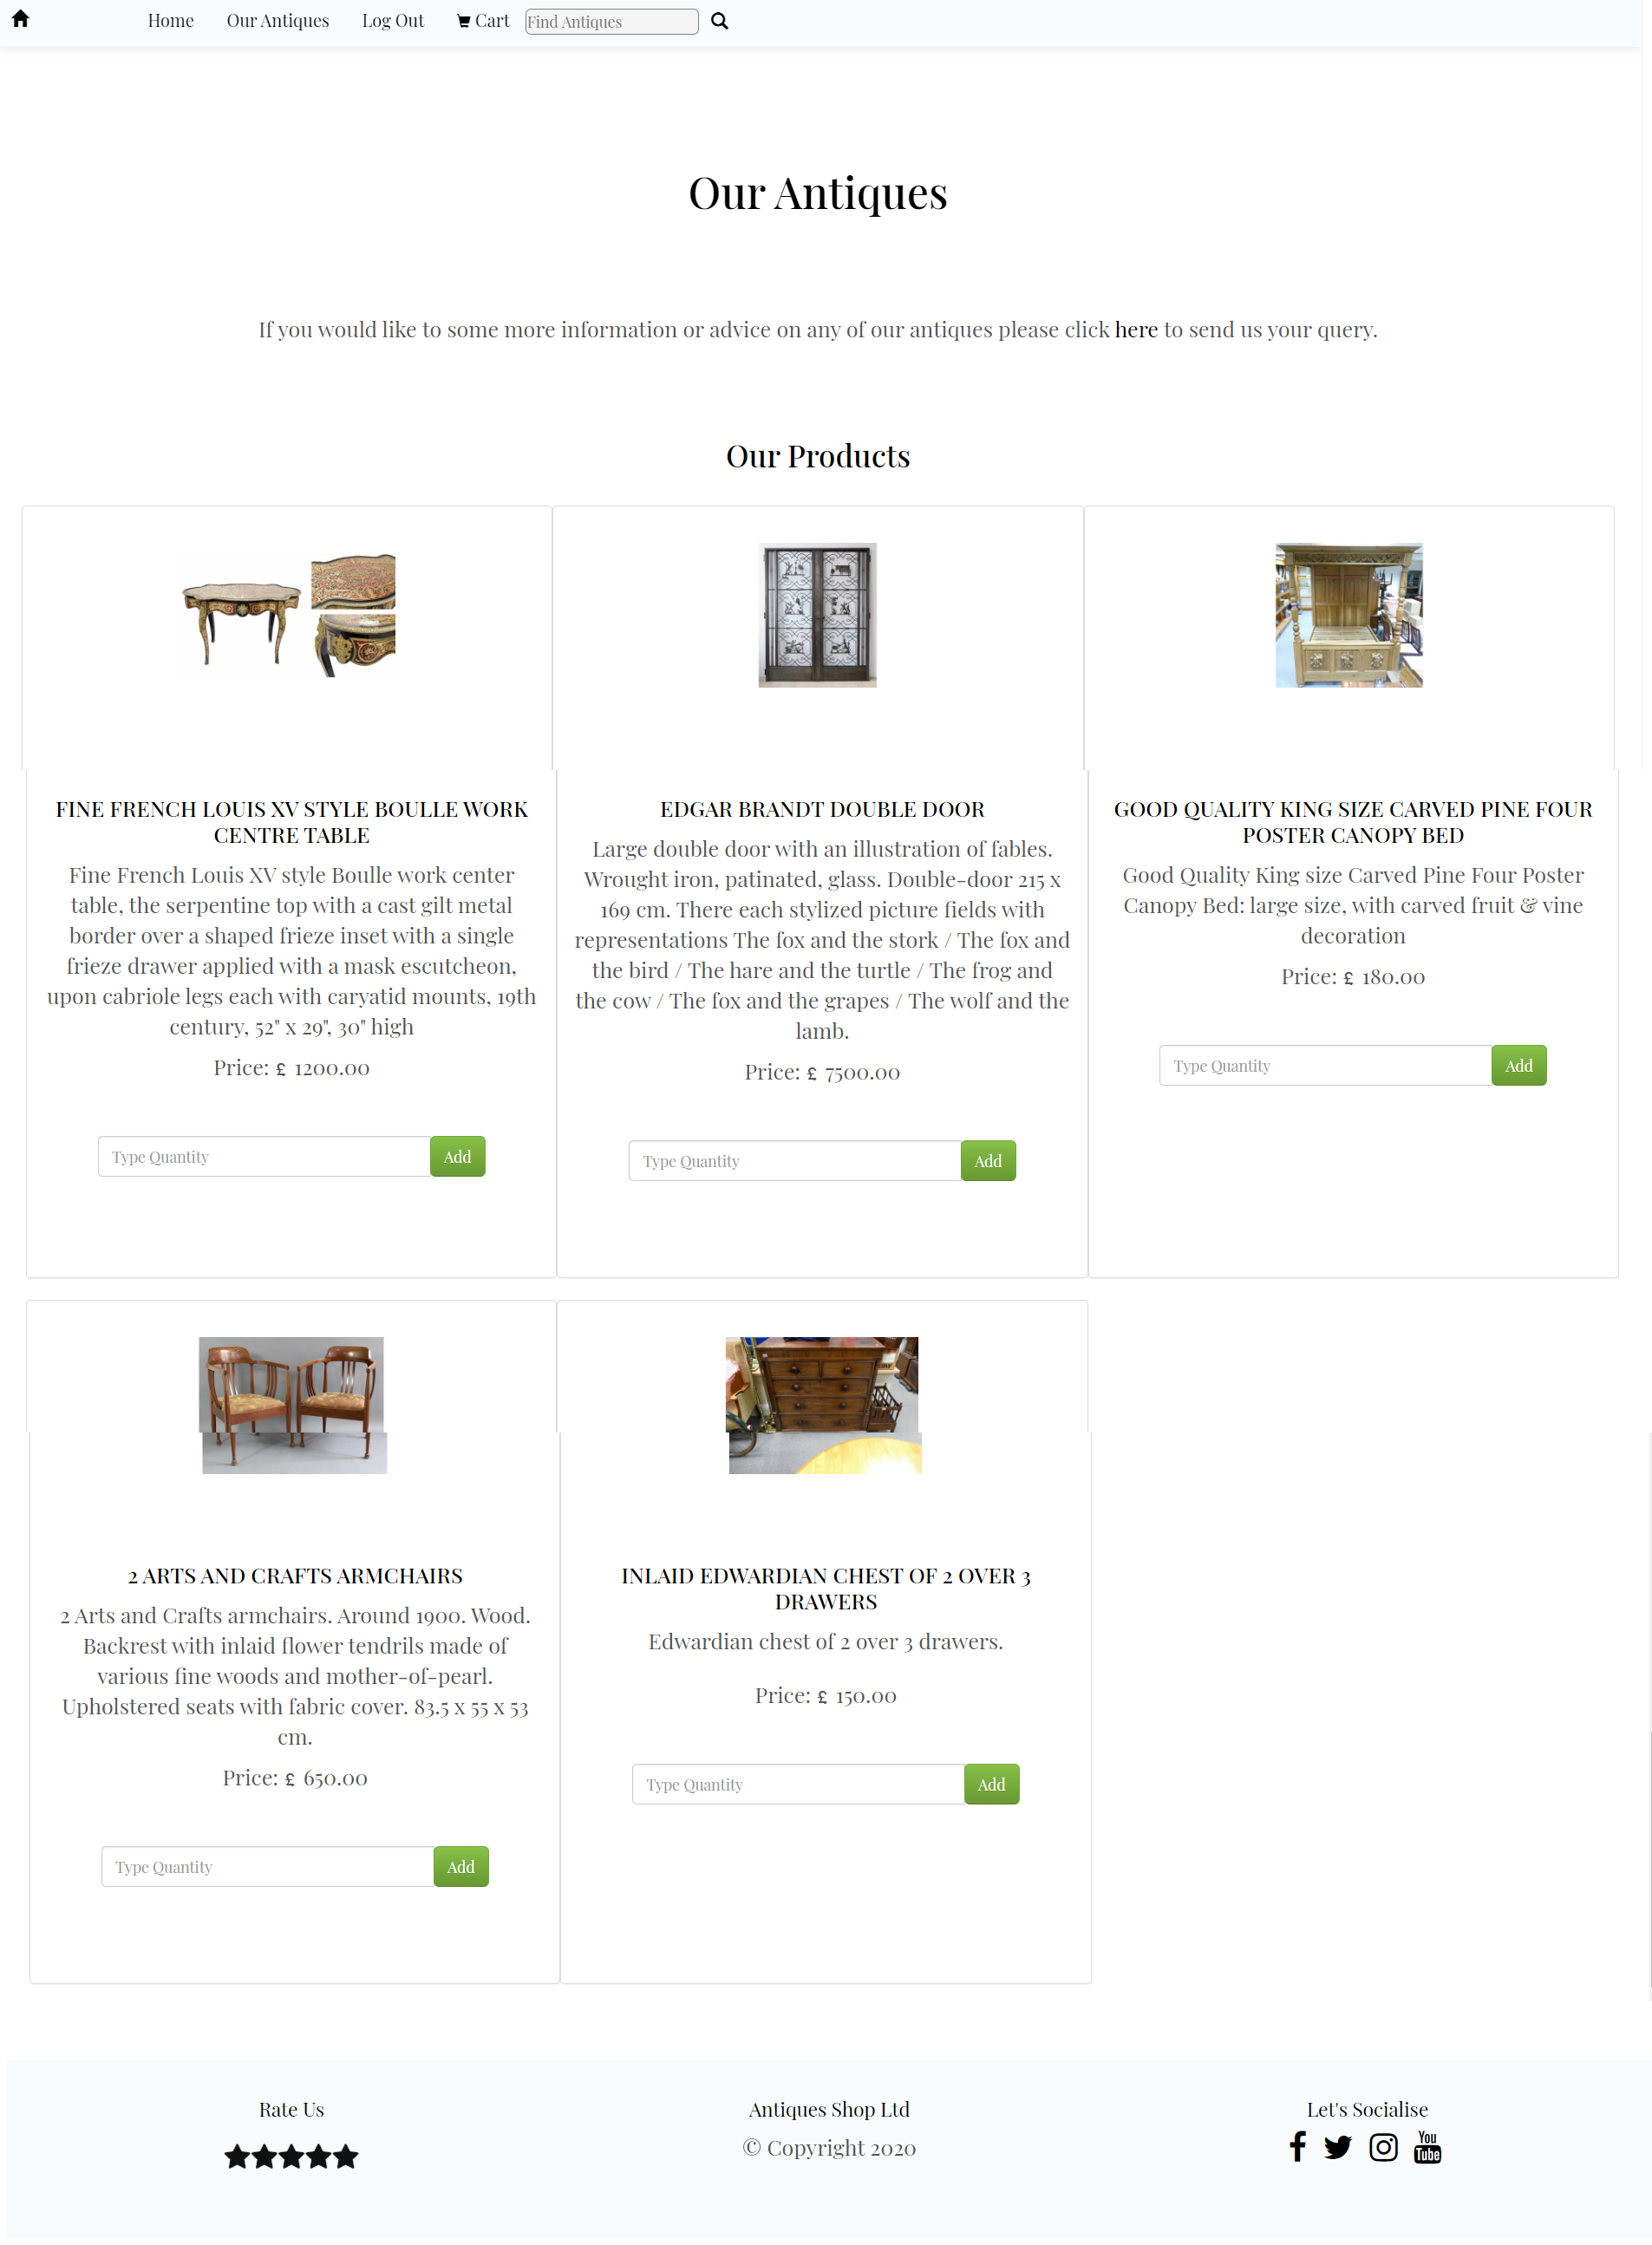 Home Our Antiques Log Out Cart Find Antiques
Our Antiques
If you would like to some more information or advice on any of our antiques please click here to send us your query.
Our Products
FINE FRENCH LOUIS XV STYLE BOULLE WORK
CENTRE TABLE
Fine French Louis XV style Boulle work center
table, the serpentine top with a cast gilt metal
border over a shaped frieze inset with a single
frieze drawer applied with a mask escutcheon,
upon cabriole legs each with caryatid mounts, 19th
century, 52" x 29", 30" high
Price: £ 1200.00
Type Quantity Add
EDGAR BRANDT DOUBLE DOOR
Large double door with an illustration of fables.
Wrought iron, patinated, glass. Double-door 215 x
169 cm. There each stylized picture fields with
representations The fox and the stork / The fox and
the bird / The hare and the turtle / The frog and
the cow / The fox and the grapes / The wolf and the
lamb.
Price: £ 7500.00
Type Quantity Add
GOOD QUALITY KING SIZE CARVED PINE FOUR
POSTER CANOPY BED
Good Quality King size Carved Pine Four Poster
Canopy Bed: large size, with carved fruit & vine
decoration
Price: £ 180.00
Type Quantity Add
2 ARTS AND CRAFTS ARMCHAIRS
2 Arts and Crafts armchairs. Around 1900. Wood.
Backrest with inlaid flower tendrils made of
various fine woods and mother-of-pearl.
Upholstered seats with fabric cover. 83.5 x 55 x 53
cm.
Price: £ 650.00
Type Quantity Add
INLAID EDWARDIAN CHEST OF 2 OVER 3
DRAWERS
Edwardian chest of 2 over 3 drawers.
Price: £ 150.00
Type Quantity Add
Rate Us
Antiques Shop Ltd
© Copyright 2020
Let's Socialise
You
Tube